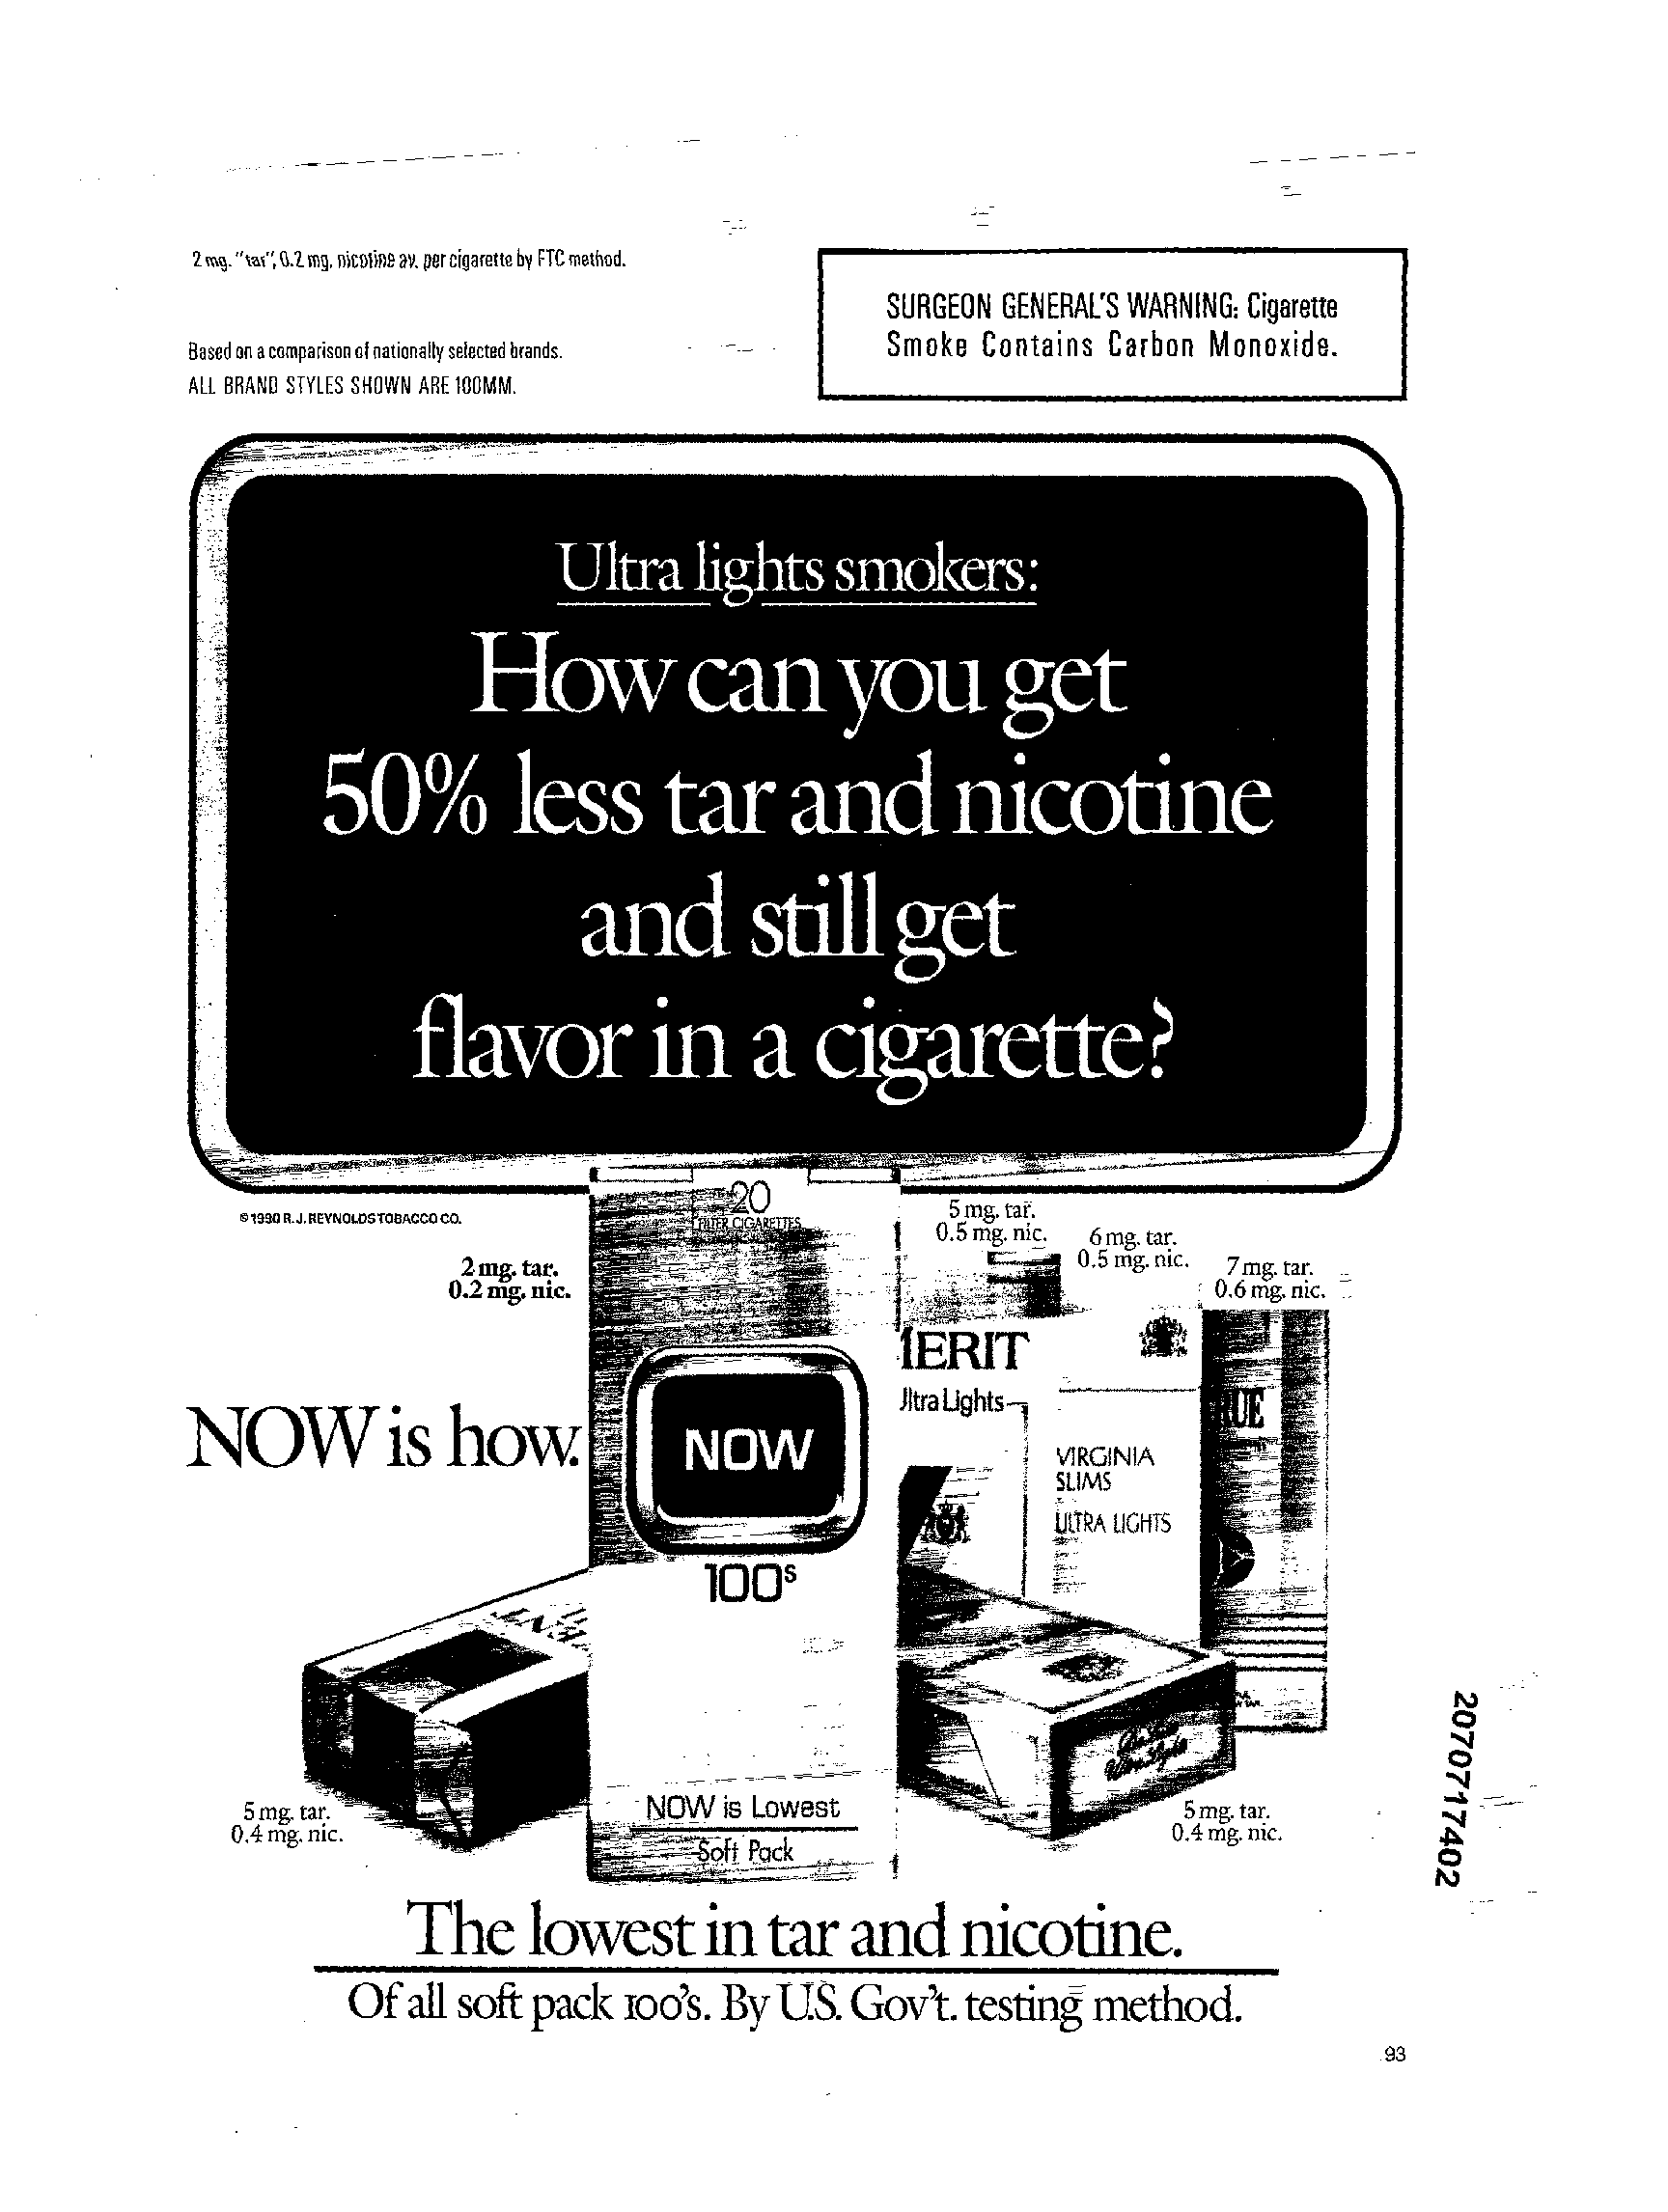 2 mg. "tar", 0.2 mg. nicotine av. per cigarette by FTC method.
Based on a comparison of nationally selected brands.
ALL BRAND STYLES SHOWN ARE 100MM.
SURGEON GENERAL'S WARNING: Cigarette
Smoke Contains Carbon Monoxide.
Ultra lights smokers:
How can you get
50% less tar and nicotine
and still get
flavor in a cigarette?
©1990 R.J. REYNOLDS TOBACCO CO.
20
FILTER CIGARETTES
2 mg. tar.
0.2 mg. nic.
5 mg. tar.
0.5 mg. nic.
6 mg. tar.
0.5 mg. nic.
7 mg. tar.
0.6 mg. nic.
NOW is how.
NOW
100s
MERIT
Ultra Lights
VIRGINIA
SLIMS
ULTRA LIGHTS
RUE
NOW is Lowest
Soft Pack
5 mg. tar.
0.4 mg. nic.
5 mg. tar.
0.4 mg. nic.
The lowest in tar and nicotine.
Of all soft pack 100's. By U.S. Gov't. testing method.
93
2070717402